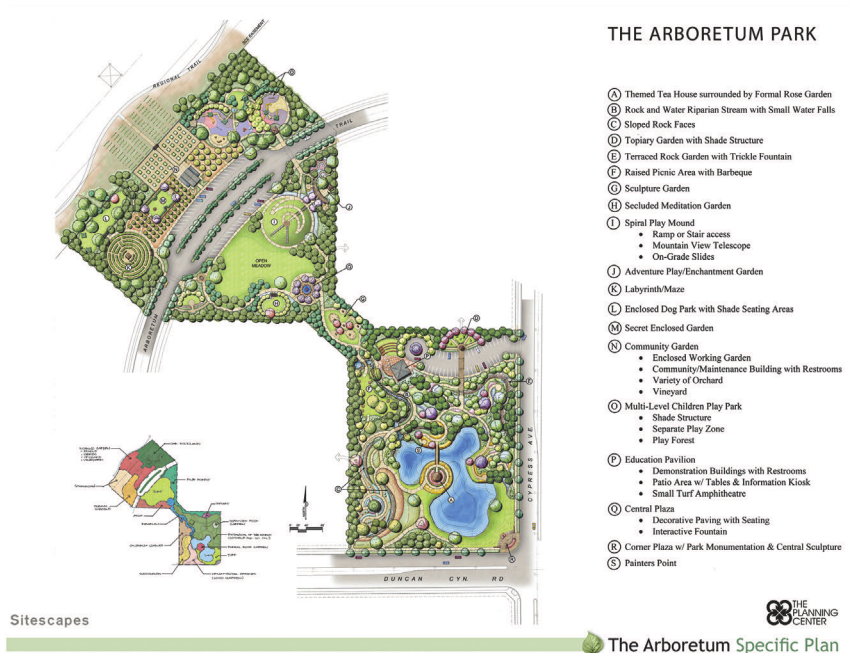 THE ARBORETUM PARK
A Themed Tea House surrounded by Formal Rose Garden
B Rock and Water Riparian Stream with Small Water Falls
C Sloped Rock Faces
D Topiary Garden with Shade Structure
E Terraced Rock Garden with Trickle Fountain
F Raised Picnic Area with Barbeque
G Sculpture Garden
H Secluded Meditation Garden
I Spiral Play Mound
• Ramp or Stair access
• Mountain View Telescope
• On-Grade Slides
J Adventure Play/Enchantment Garden
K Labyrinth/Maze
L Enclosed Dog Park with Shade Seating Areas
M Secret Enclosed Garden
N Community Garden
• Enclosed Working Garden
• Community/Maintenance Building with Restrooms
• Variety of Orchard
• Vineyard
O Multi-Level Children Play Park
• Shade Structure
• Separate Play Zone
• Play Forest
P Education Pavilion
• Demonstration Buildings with Restrooms
• Patio Area w/ Tables & Information Kiosk
• Small Turf Amphitheatre
Q Central Plaza
• Decorative Paving with Seating
• Interactive Fountain
R Corner Plaza w/ Park Monumentation & Central Sculpture
S Painters Point
REGIONAL TRAIL
TRAIL
OPEN
MEADOW
ARBORETUM
CYPRESS AVE.
DUNCAN CYN RD
THE
PLANNING
CENTER
Sitescapes
The Arboretum Specific Plan